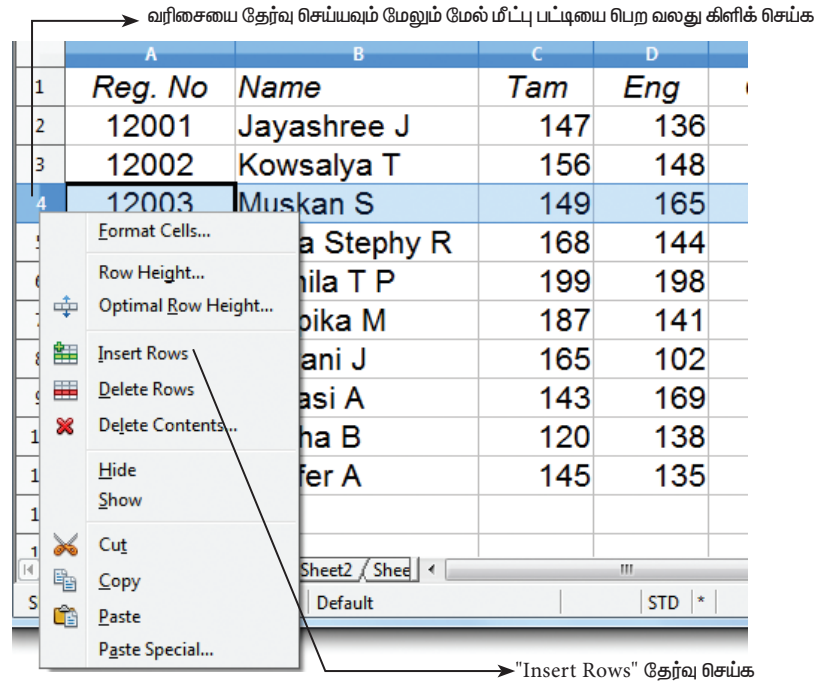 வரிசையை தேர்வு செய்யவும் மேலும் மேல் மீட்பு பட்டியை பெற வலது கிளிக் செய்க
A B C D
1 Reg. No Name Tam Eng
2 12001 Jayashree J 147 136
3 12002 Kowsalya T 156 148
4 12003 Muskan S 149 165
Format Cells... a Stephy R 168 144
Row Height... nila T P 199 198
Optimal Row Height... pika M 187 141
Insert Rows ani J 165 102
Delete Rows asi A 143 169
Delete Contents... ha B 120 138
Hide fer A 145 135
Show
Cut
Sheet2 Shee
Copy
Default STD *
Paste
Paste Special...
"Insert Rows" தேர்வு செய்க